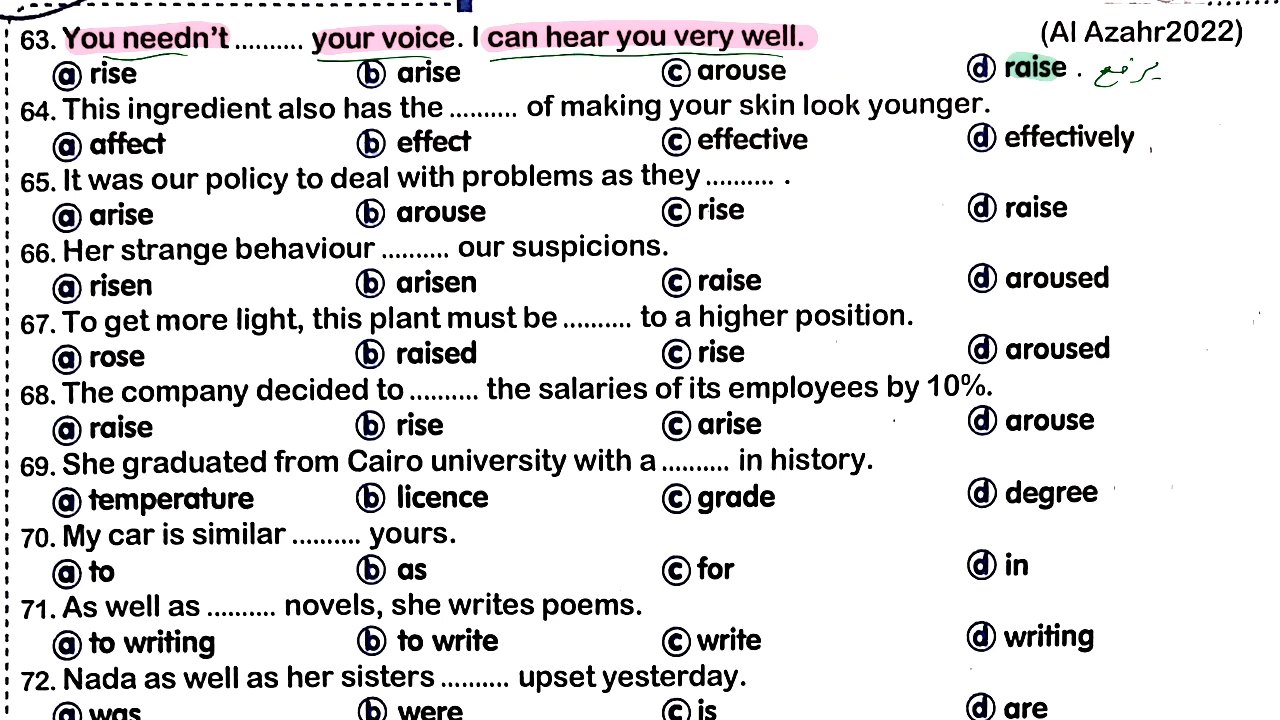 63. You needn't .......... your voice. I can hear you very well. (Al Azahr2022)
ⓐ rise ⓑ arise ⓒ arouse ⓓ raise . يرفع
64. This ingredient also has the .......... of making your skin look younger.
ⓐ affect ⓑ effect ⓒ effective ⓓ effectively
65. It was our policy to deal with problems as they .......... .
ⓐ arise ⓑ arouse ⓒ rise ⓓ raise
66. Her strange behaviour .......... our suspicions.
ⓐ risen ⓑ arisen ⓒ raise ⓓ aroused
67. To get more light, this plant must be .......... to a higher position.
ⓐ rose ⓑ raised ⓒ rise ⓓ aroused
68. The company decided to .......... the salaries of its employees by 10%.
ⓐ raise ⓑ rise ⓒ arise ⓓ arouse
69. She graduated from Cairo university with a .......... in history.
ⓐ temperature ⓑ licence ⓒ grade ⓓ degree
70. My car is similar .......... yours.
ⓐ to ⓑ as ⓒ for ⓓ in
71. As well as .......... novels, she writes poems.
ⓐ to writing ⓑ to write ⓒ write ⓓ writing
72. Nada as well as her sisters .......... upset yesterday.
ⓐ was ⓑ were ⓒ is ⓓ are